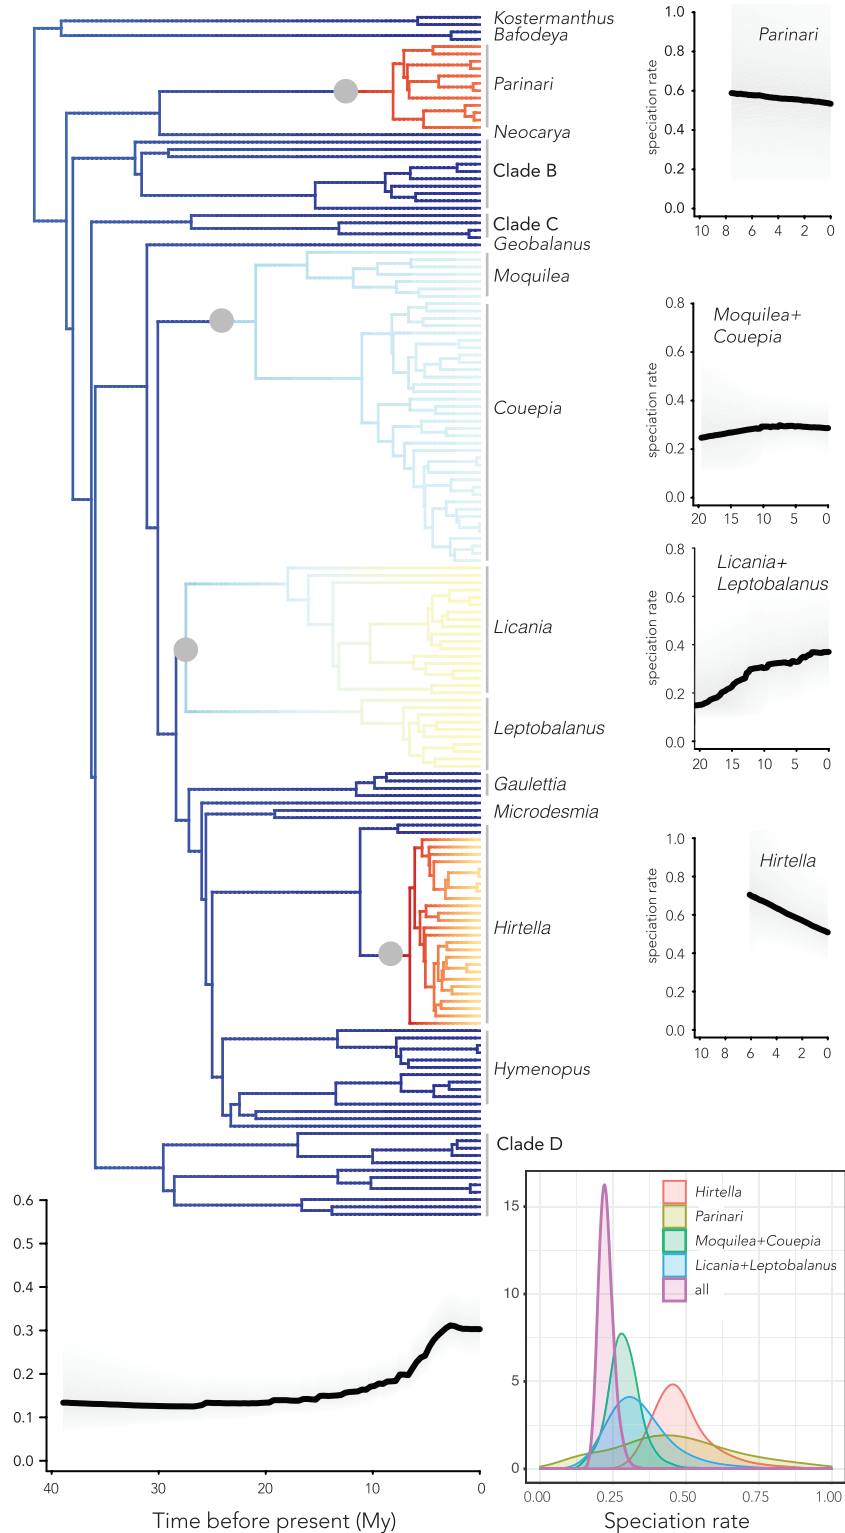 Kostermanthus
Bafodeya
Parinari
Neocarya
Clade B
Clade C
Geobalanus
Moquilea
Couepia
Licania
Leptobalanus
Gaulettia
Microdesmia
Hirtella
Hymenopus
Clade D
0.6
0.5
0.4
0.3
0.2
0.1
0.0
40 30 20 10 0
Time before present (My)
Parinari
speciation rate
1.0
0.8
0.6
0.4
0.2
0.0
10 8 6 4 2 0
Moquilea+
Couepia
speciation rate
0.8
0.6
0.4
0.2
0.0
20 15 10 5 0
Licania+
Leptobalanus
speciation rate
0.8
0.6
0.4
0.2
0.0
20 15 10 5 0
Hirtella
speciation rate
1.0
0.8
0.6
0.4
0.2
0.0
10 8 6 4 2 0
Hirtella
Parinari
Moquilea+Couepia
Licania+Leptobalanus
all
15
10
5
0
0.00 0.25 0.50 0.75 1.00
Speciation rate